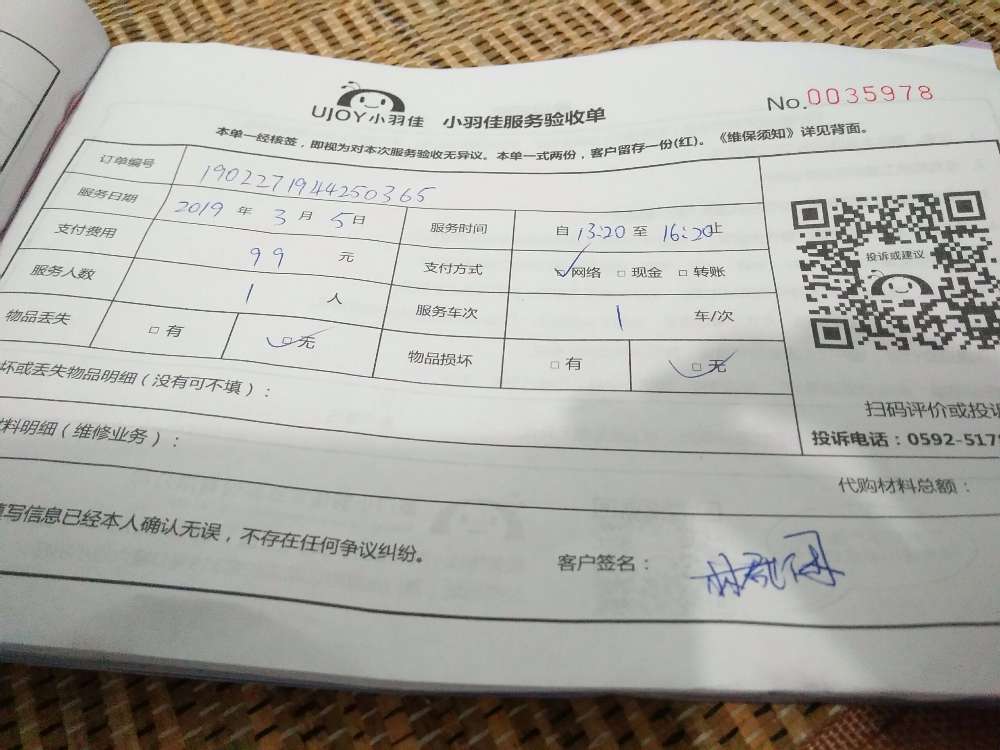 UJOY小羽佳 小羽佳服务验收单
No.0035978
本单一经核签，即视为对本次服务验收无异议。本单一式两份，客户留存一份(红)。《维保须知》详见背面。
订单编号 1902271944250365
服务日期 2019 年 3 月 5 日 服务时间 自 13:20 至 16:20 止
支付费用 99 元 支付方式 ☑网络 □现金 □转账
服务人数 1 人 服务车次 1 车/次
物品丢失 □有 ☑无 物品损坏 □有 ☑无
投诉或建议
坏或丢失物品明细（没有可不填）：
扫码评价或投诉
料明细（维修业务）：
投诉电话：0592-517
代购材料总额：
填写信息已经本人确认无误，不存在任何争议纠纷。
客户签名：